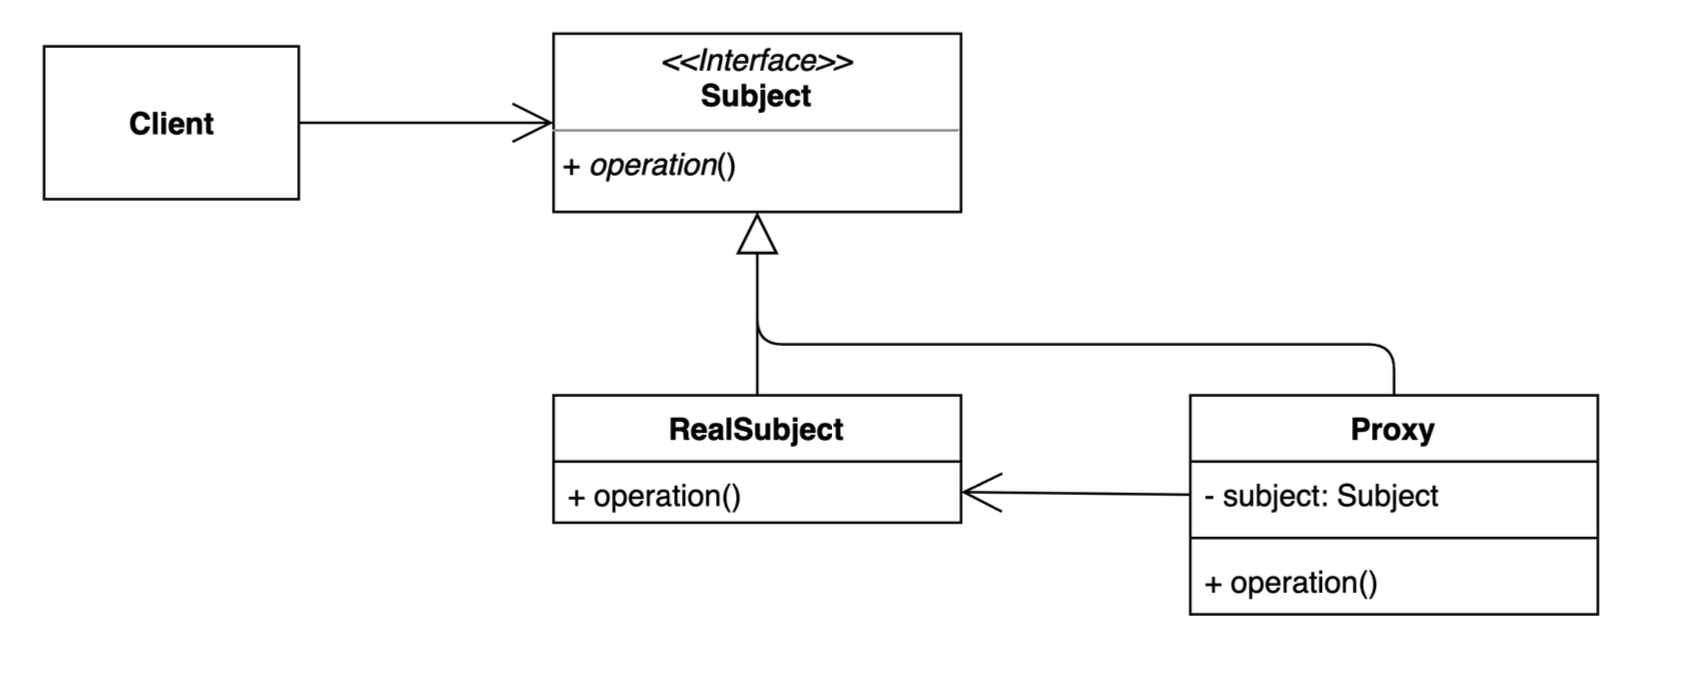 Client
<<Interface>>
Subject
+ operation()
RealSubject
+ operation()
Proxy
- subject: Subject
+ operation()